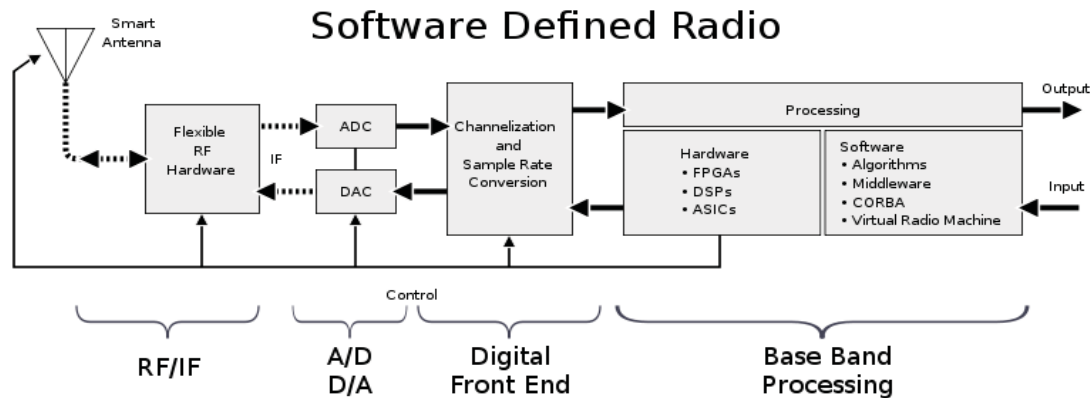 Software Defined Radio
Smart
Antenna
Flexible
RF
Hardware
IF
ADC
DAC
Channelization
and
Sample Rate
Conversion
Processing
Hardware
• FPGAs
• DSPs
• ASICs
Software
• Algorithms
• Middleware
• CORBA
• Virtual Radio Machine
Output
Input
Control
RF/IF
A/D
D/A
Digital
Front End
Base Band
Processing